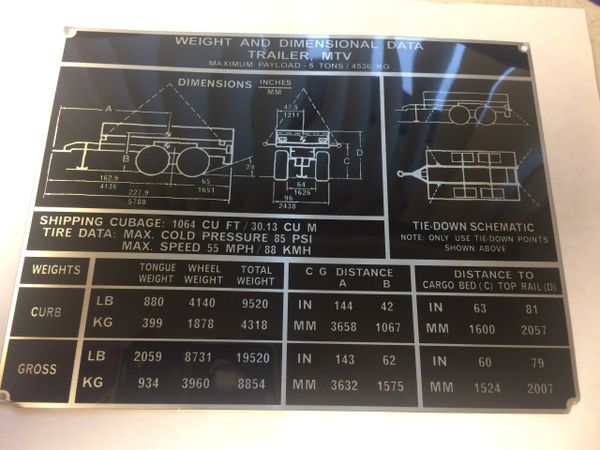 WEIGHT AND DIMENSIONAL DATA
TRAILER, MTV
MAXIMUM PAYLOAD - 5 TONS / 4536 KG
DIMENSIONS INCHES
MM
A
B
162.9
4136
227.9
5788
65
1651
24
47.5
1211
D
C
64
1626
96
2438
TIE-DOWN SCHEMATIC
NOTE: ONLY USE TIE-DOWN POINTS
SHOWN ABOVE
SHIPPING CUBAGE: 1064 CU FT / 30.13 CU M
TIRE DATA: MAX. COLD PRESSURE 85 PSI
MAX. SPEED 55 MPH / 88 KMH
WEIGHTS TONGUE WEIGHT WHEEL WEIGHT TOTAL WEIGHT C G DISTANCE A B DISTANCE TO CARGO BED (C) TOP RAIL (D)
CURB LB 880 4140 9520 IN 144 42 IN 63 81
KG 399 1878 4318 MM 3658 1067 MM 1600 2057
GROSS LB 2059 8731 19520 IN 143 62 IN 60 79
KG 934 3960 8854 MM 3632 1575 MM 1524 2007